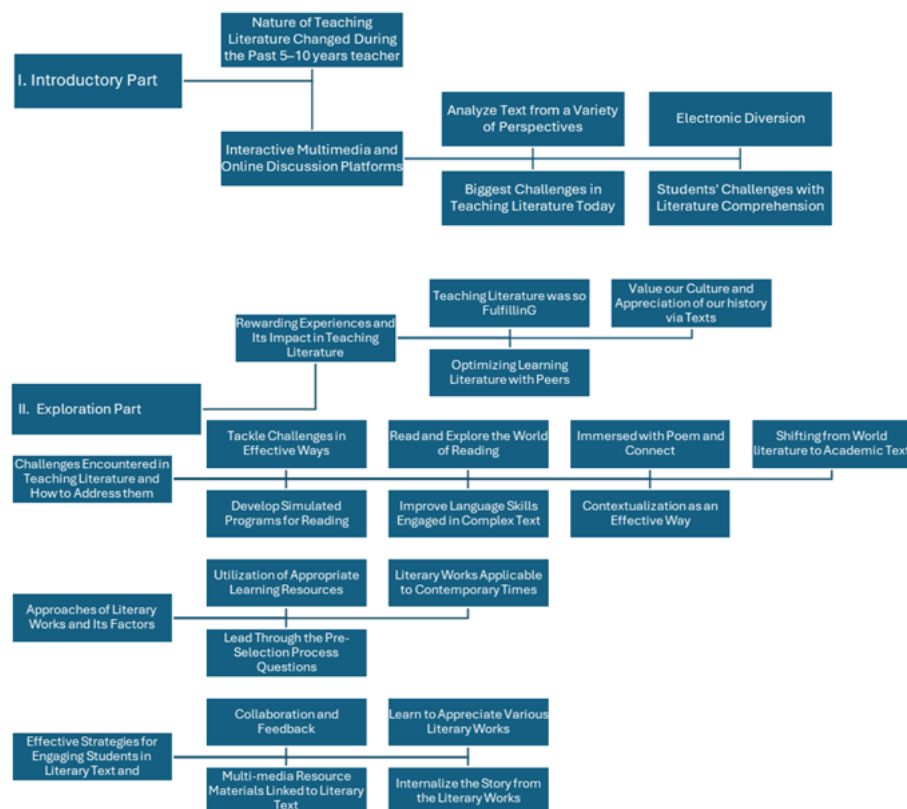 Nature of Teaching
Literature Changed During
the Past 5–10 years teacher
I. Introductory Part
Interactive Multimedia and
Online Discussion Platforms
Analyze Text from a Variety
of Perspectives
Electronic Diversion
Biggest Challenges in
Teaching Literature Today
Students' Challenges with
Literature Comprehension
Rewarding Experiences and
Its Impact in Teaching
Literature
Teaching Literature was so
FulfillinG
Value our Culture and
Appreciation of our history
via Texts
Optimizing Learning
Literature with Peers
II. Exploration Part
Challenges Encountered in
Teaching Literature and
How to Address them
Tackle Challenges in
Effective Ways
Read and Explore the World
of Reading
Immersed with Poem and
Connect
Shifting from World
literature to Academic Text
Develop Simulated
Programs for Reading
Improve Language Skills
Engaged in Complex Text
Contextualization as an
Effective Way
Approaches of Literary
Works and Its Factors
Utilization of Appropriate
Learning Resources
Literary Works Applicable
to Contemporary Times
Lead Through the Pre-
Selection Process
Questions
Effective Strategies for
Engaging Students in
Literary Text and
Collaboration and
Feedback
Learn to Appreciate Various
Literary Works
Multi-media Resource
Materials Linked to Literary
Text
Internalize the Story from
the Literary Works